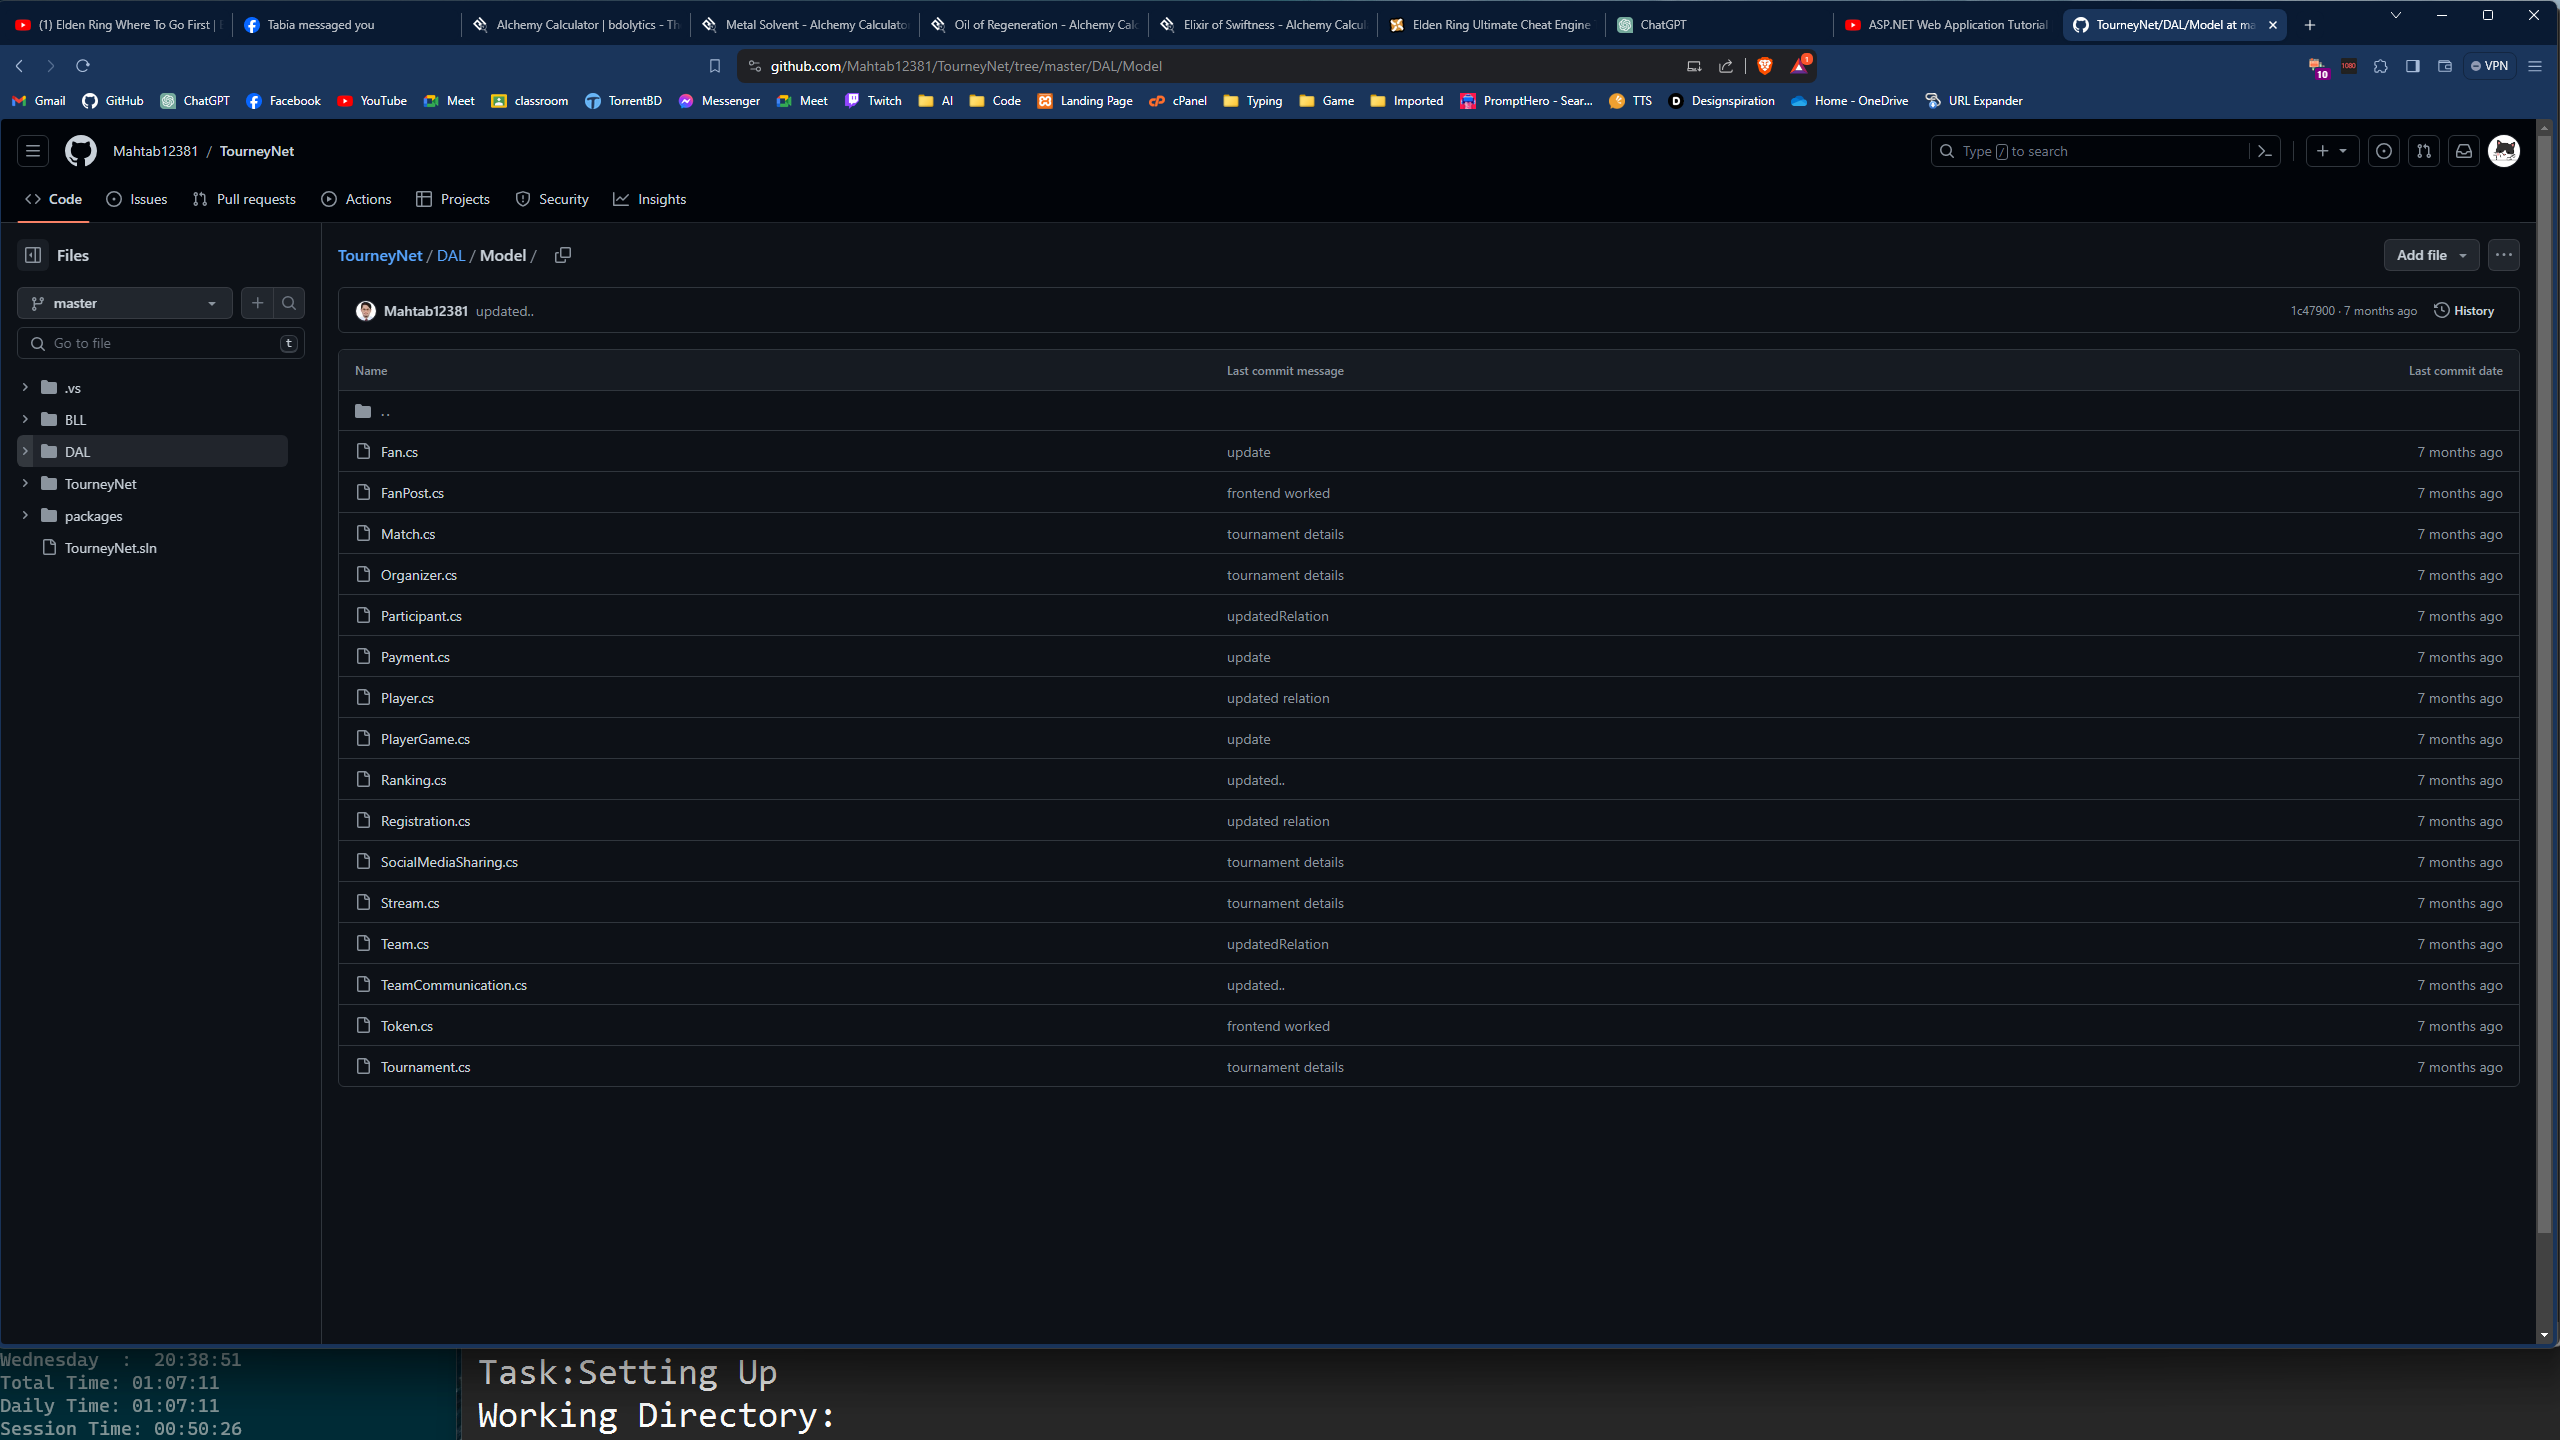 (1) Elden Ring Where To Go First |
Tabia messaged you
Alchemy Calculator | bdolytics - Th
Metal Solvent - Alchemy Calculator
Oil of Regeneration - Alchemy Calc
Elixir of Swiftness - Alchemy Calcul
Elden Ring Ultimate Cheat Engine
ChatGPT
ASP.NET Web Application Tutorial
TourneyNet/DAL/Model at ma
github.com/Mahtab12381/TourneyNet/tree/master/DAL/Model
1
10
1080
VPN
Gmail GitHub ChatGPT Facebook YouTube Meet classroom TorrentBD Messenger Meet Twitch AI Code Landing Page cPanel Typing Game Imported PromptHero - Sear... TTS Designspiration Home - OneDrive URL Expander
Mahtab12381 / TourneyNet
Type / to search
Code Issues Pull requests Actions Projects Security Insights
Files
master
Go to file t
.vs
BLL
DAL
TourneyNet
packages
TourneyNet.sln
TourneyNet / DAL / Model /
Add file
Mahtab12381 updated..
1c47900 · 7 months ago History
Name Last commit message Last commit date
..
Fan.cs update 7 months ago
FanPost.cs frontend worked 7 months ago
Match.cs tournament details 7 months ago
Organizer.cs tournament details 7 months ago
Participant.cs updatedRelation 7 months ago
Payment.cs update 7 months ago
Player.cs updated relation 7 months ago
PlayerGame.cs update 7 months ago
Ranking.cs updated.. 7 months ago
Registration.cs updated relation 7 months ago
SocialMediaSharing.cs tournament details 7 months ago
Stream.cs tournament details 7 months ago
Team.cs updatedRelation 7 months ago
TeamCommunication.cs updated.. 7 months ago
Token.cs frontend worked 7 months ago
Tournament.cs tournament details 7 months ago
Wednesday : 20:38:51
Total Time: 01:07:11
Daily Time: 01:07:11
Session Time: 00:50:26
Task:Setting Up
Working Directory: